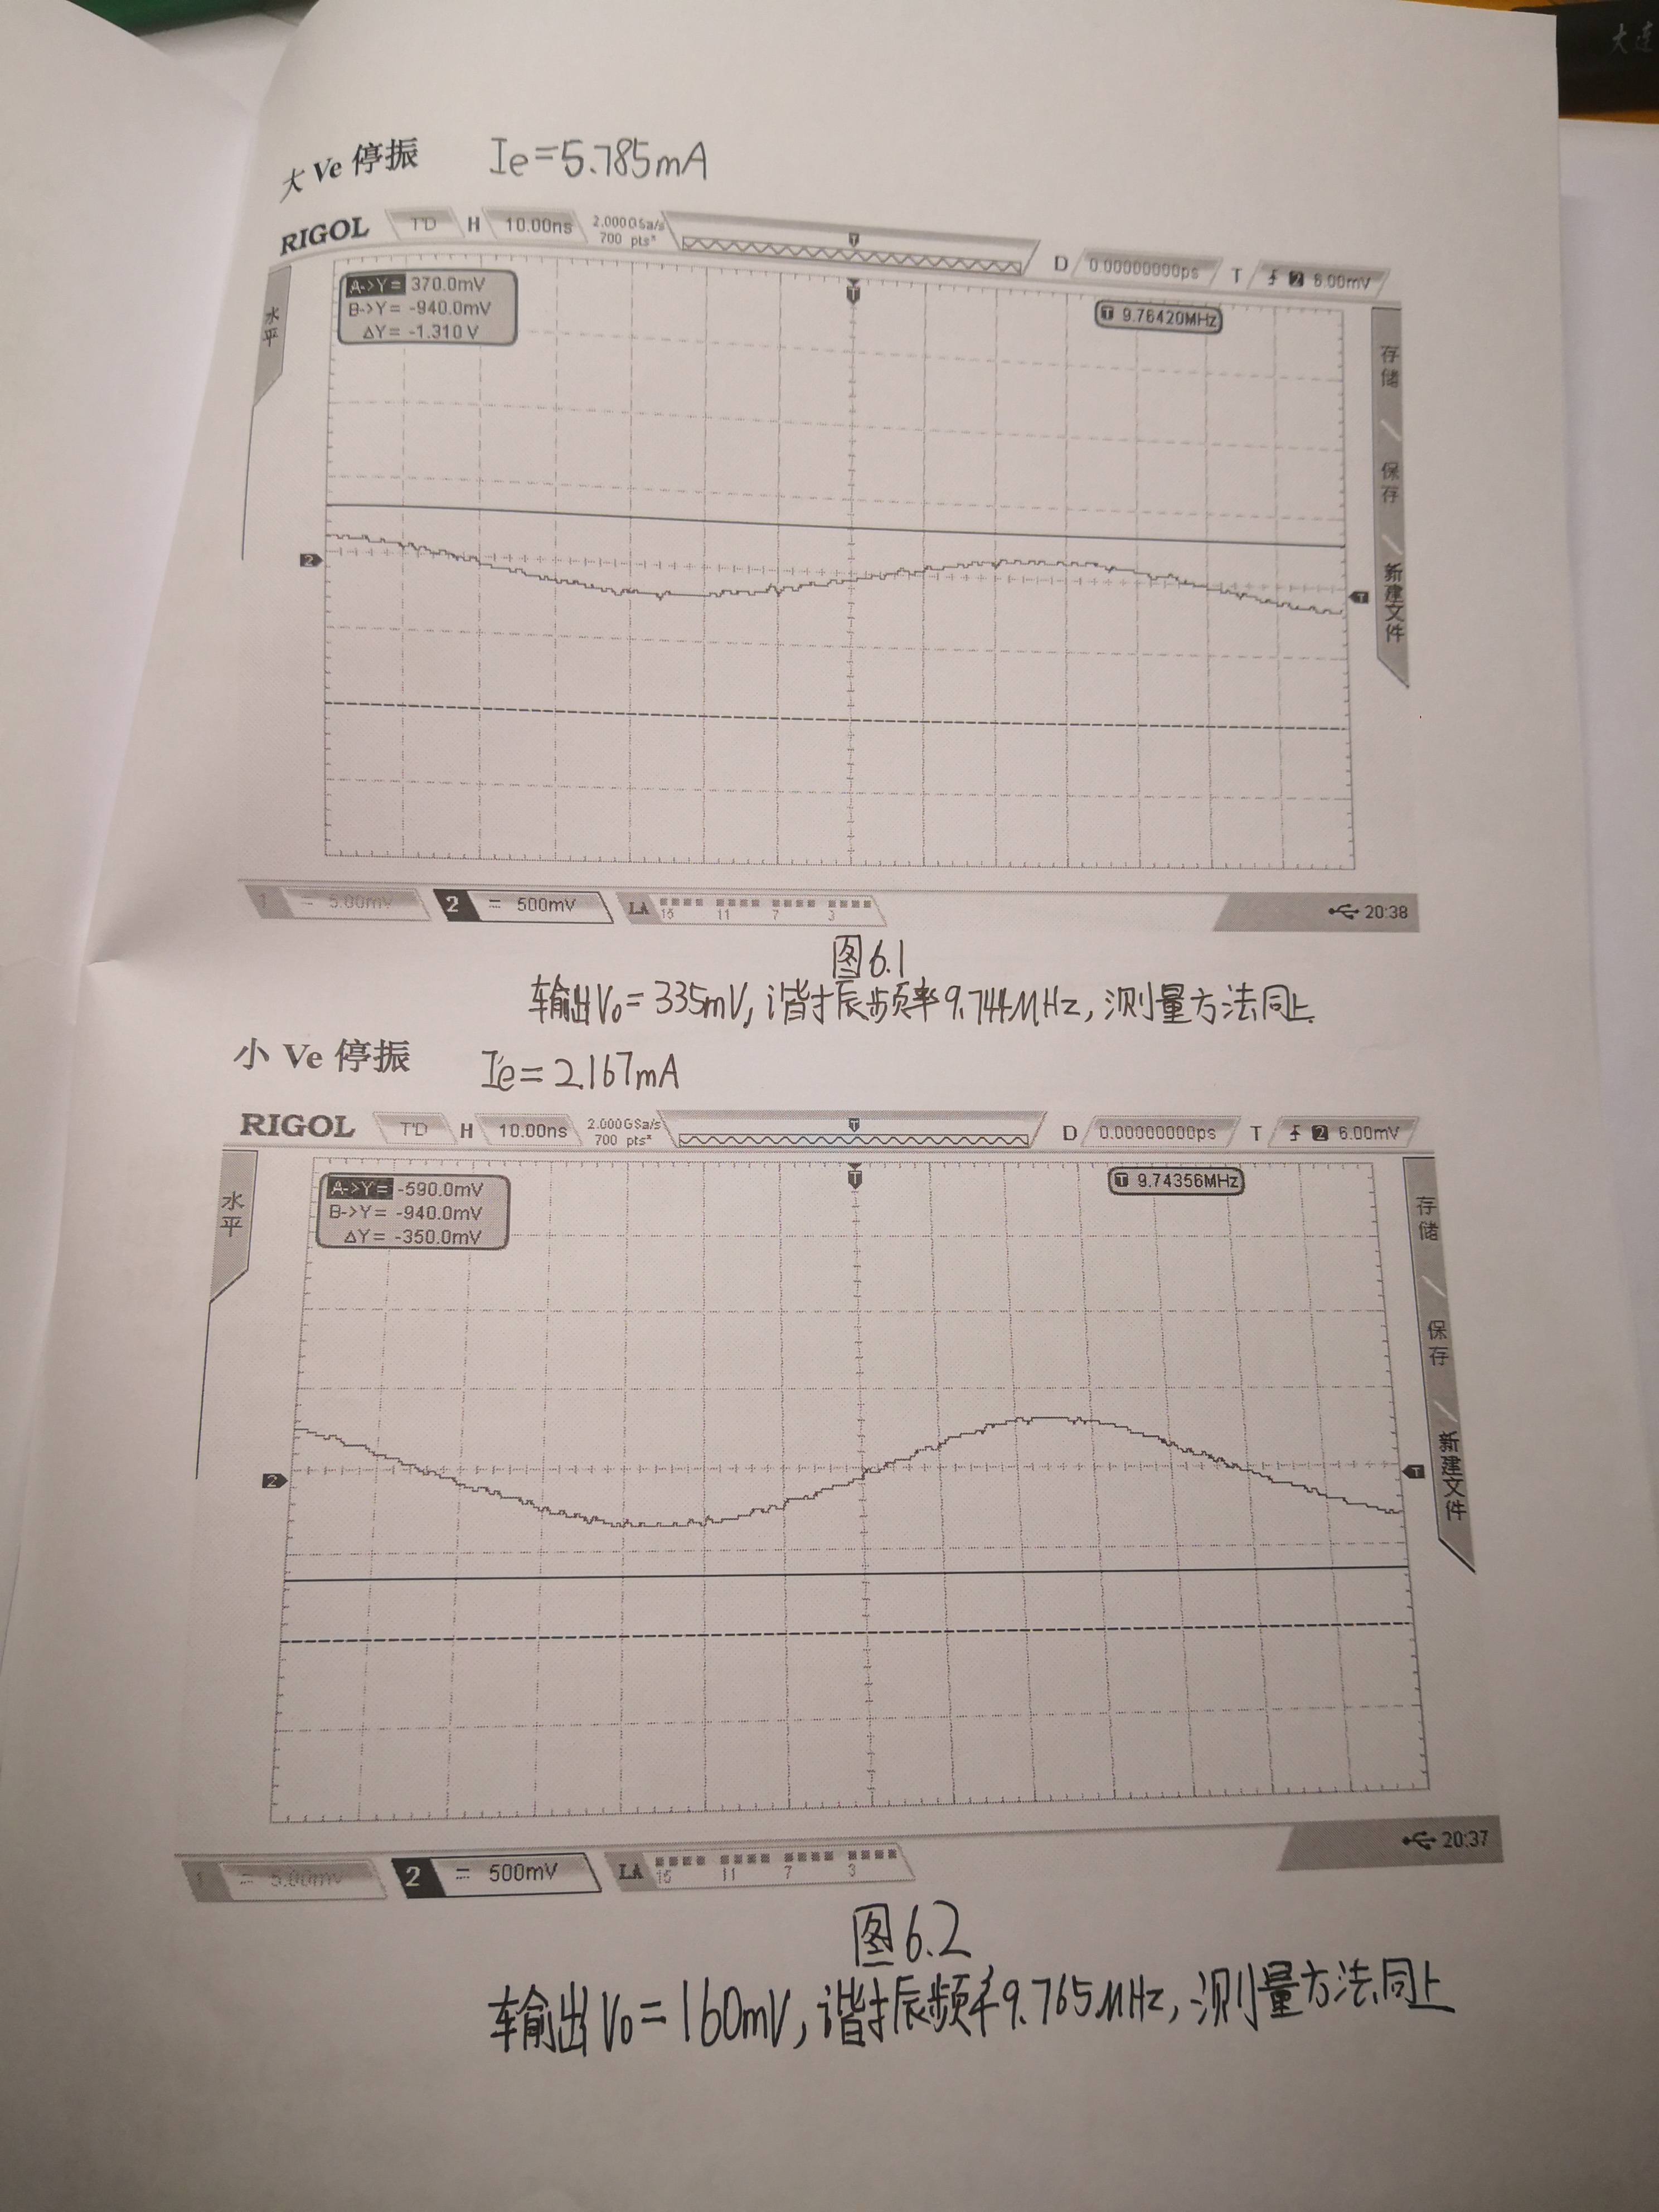 大连
大 Ve 停振 Ie=5.785mA
RIGOL T'D H 10.00ns 2.000GSa/s 700 pts D 0.00000000ps T 2 6.00mV
水平
A->Y= 370.0mV
B->Y= -940.0mV
ΔY= -1.310 V
T 9.76420MHz
存储
保存
新建文件
2
T
1 = 5.00mV 2 = 500mV LA 15 11 7 3 20:38
图6.1
输出V₀=335mV,谐振频率9.744MHz,测量方法同上.
小 Ve 停振 Ie=2.167mA
RIGOL T'D H 10.00ns 2.000GSa/s 700 pts D 0.00000000ps T 2 6.00mV
水平
A->Y= -590.0mV
B->Y= -940.0mV
ΔY= -350.0mV
T 9.74356MHz
存储
保存
新建文件
2
T
1 = 5.00mV 2 = 500mV LA 15 11 7 3 20:37
图6.2
输出V₀=160mV,谐振频率9.765MHz,测量方法同上